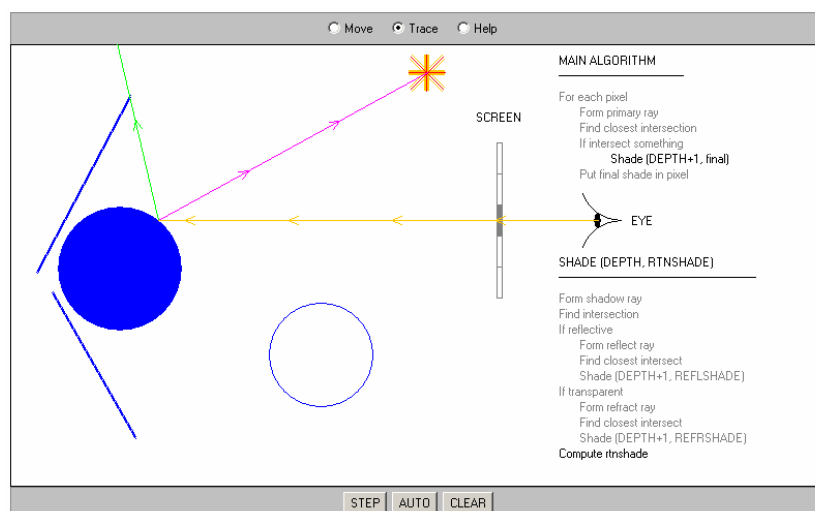 Move Trace Help
MAIN ALGORITHM
For each pixel
Form primary ray
Find closest intersection
If intersect something
Shade (DEPTH+1, final)
Put final shade in pixel
SCREEN
EYE
SHADE (DEPTH, RTNSHADE)
Form shadow ray
Find intersection
If reflective
Form reflect ray
Find closest intersect
Shade (DEPTH+1, REFLSHADE)
If transparent
Form refract ray
Find closest intersect
Shade (DEPTH+1, REFRSHADE)
Compute rtnshade
STEP AUTO CLEAR